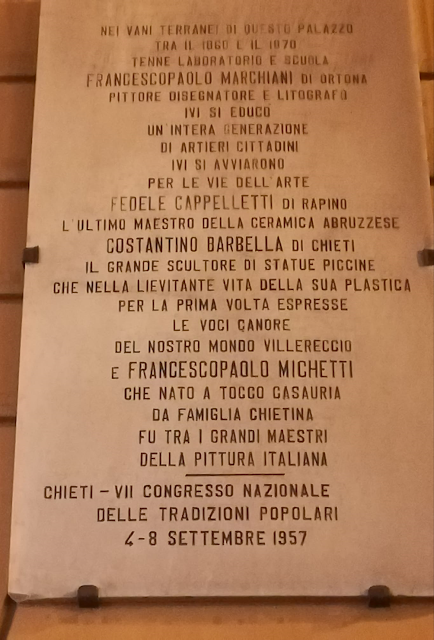 NEI VANI TERRANEI DI QUESTO PALAZZO
TRA IL 1860 E IL 1870
TENNE LABORATORIO E SCUOLA
FRANCESCOPAOLO MARCHIANI DI ORTONA
PITTORE DISEGNATORE E LITOGRAFO
IVI SI EDUCÒ
UN'INTERA GENERAZIONE
DI ARTIERI CITTADINI
IVI SI AVVIARONO
PER LE VIE DELL'ARTE
FEDELE CAPPELLETTI DI RAPINO
L'ULTIMO MAESTRO DELLA CERAMICA ABRUZZESE
COSTANTINO BARBELLA DI CHIETI
IL GRANDE SCULTORE DI STATUE PICCINE
CHE NELLA LIEVITANTE VITA DELLA SUA PLASTICA
PER LA PRIMA VOLTA ESPRESSE
LE VOCI CANORE
DEL NOSTRO MONDO VILLERECCIO
E FRANCESCOPAOLO MICHETTI
CHE NATO A TOCCO CASAURIA
DA FAMIGLIA CHIETINA
FU TRA I GRANDI MAESTRI
DELLA PITTURA ITALIANA
CHIETI – VII CONGRESSO NAZIONALE
DELLE TRADIZIONI POPOLARI
4-8 SETTEMBRE 1957